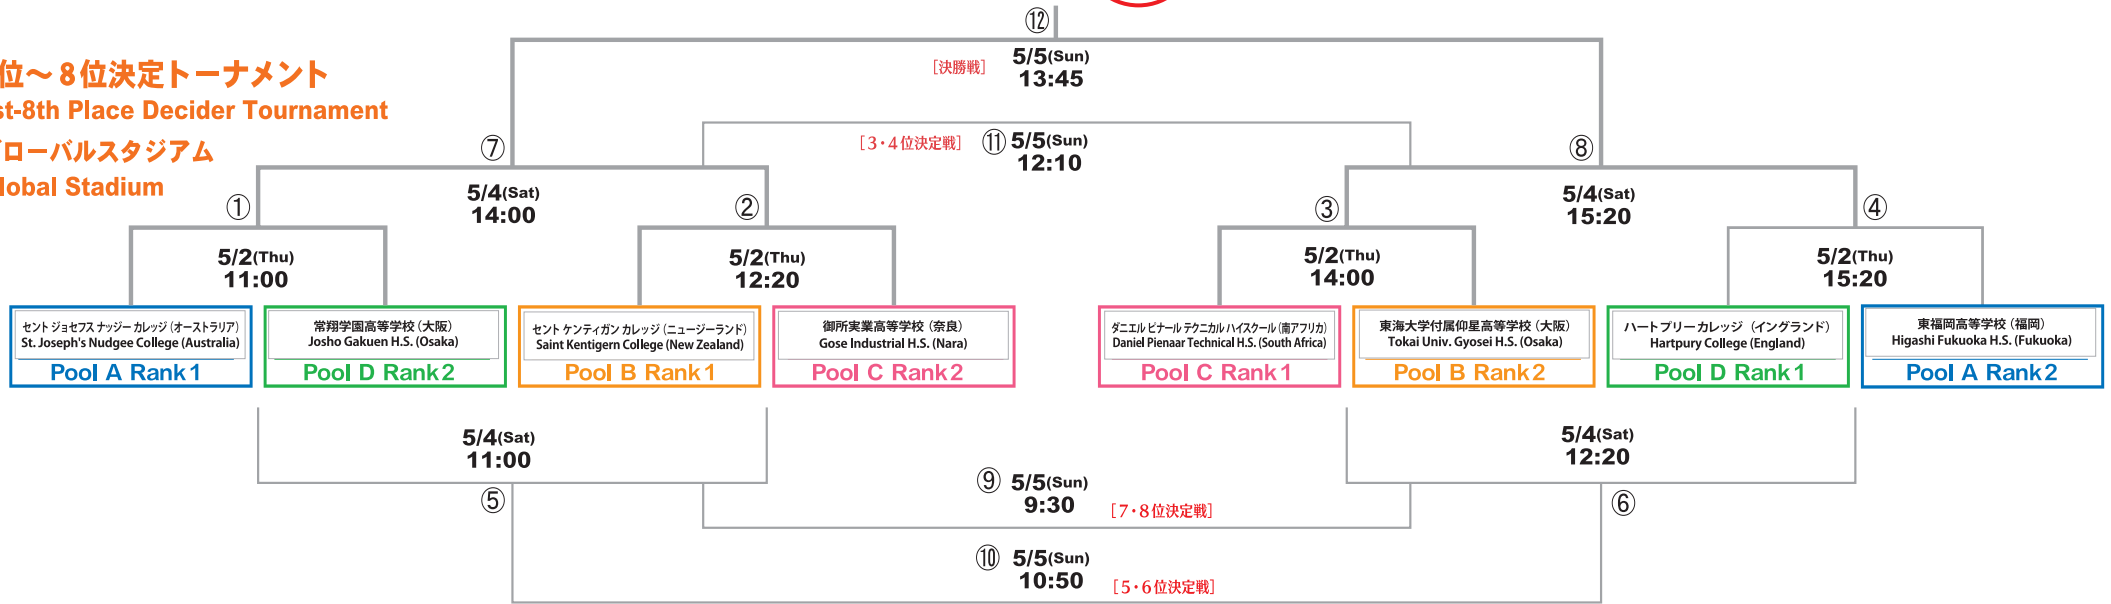 ⑫
5/5(Sun)
[決勝戦]
13:45
位～8位決定トーナメント
st-8th Place Decider Tournament
グローバルスタジアム
lobal Stadium
⑦
[3・4位決定戦]
⑪ 5/5(Sun)
12:10
⑧
5/4(Sat)
14:00
5/4(Sat)
15:20
①
②
③
④
5/2(Thu)
11:00
5/2(Thu)
12:20
5/2(Thu)
14:00
5/2(Thu)
15:20
セント ジョセフス ナッジー カレッジ（オーストラリア）
St. Joseph's Nudgee College (Australia)
Pool A Rank1
常翔学園高等学校（大阪）
Josho Gakuen H.S. (Osaka)
Pool D Rank2
セント ケンティガン カレッジ（ニュージーランド）
Saint Kentigern College (New Zealand)
Pool B Rank1
御所実業高等学校（奈良）
Gose Industrial H.S. (Nara)
Pool C Rank2
ダニエル ピナール テクニカル ハイスクール（南アフリカ）
Daniel Pienaar Technical H.S. (South Africa)
Pool C Rank1
東海大学付属仰星高等学校（大阪）
Tokai Univ. Gyosei H.S. (Osaka)
Pool B Rank2
ハートプリーカレッジ（イングランド）
Hartpury College (England)
Pool D Rank1
東福岡高等学校（福岡）
Higashi Fukuoka H.S. (Fukuoka)
Pool A Rank2
5/4(Sat)
11:00
5/4(Sat)
12:20
⑤
⑨ 5/5(Sun)
9:30
[7・8位決定戦]
⑥
⑩ 5/5(Sun)
10:50
[5・6位決定戦]